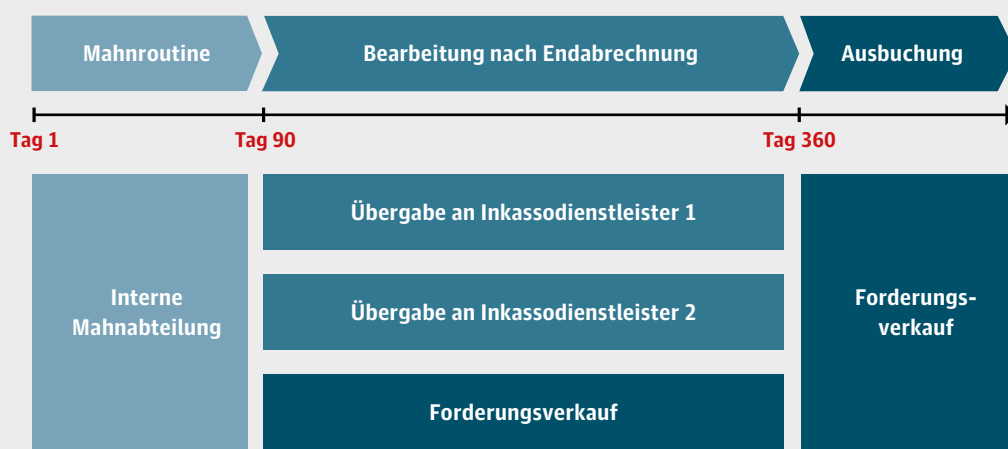 Mahnroutine
Bearbeitung nach Endabrechnung
Ausbuchung
Tag 1
Tag 90
Tag 360
Interne
Mahnabteilung
Übergabe an Inkassodienstleister 1
Übergabe an Inkassodienstleister 2
Forderungsverkauf
Forderungs-
verkauf